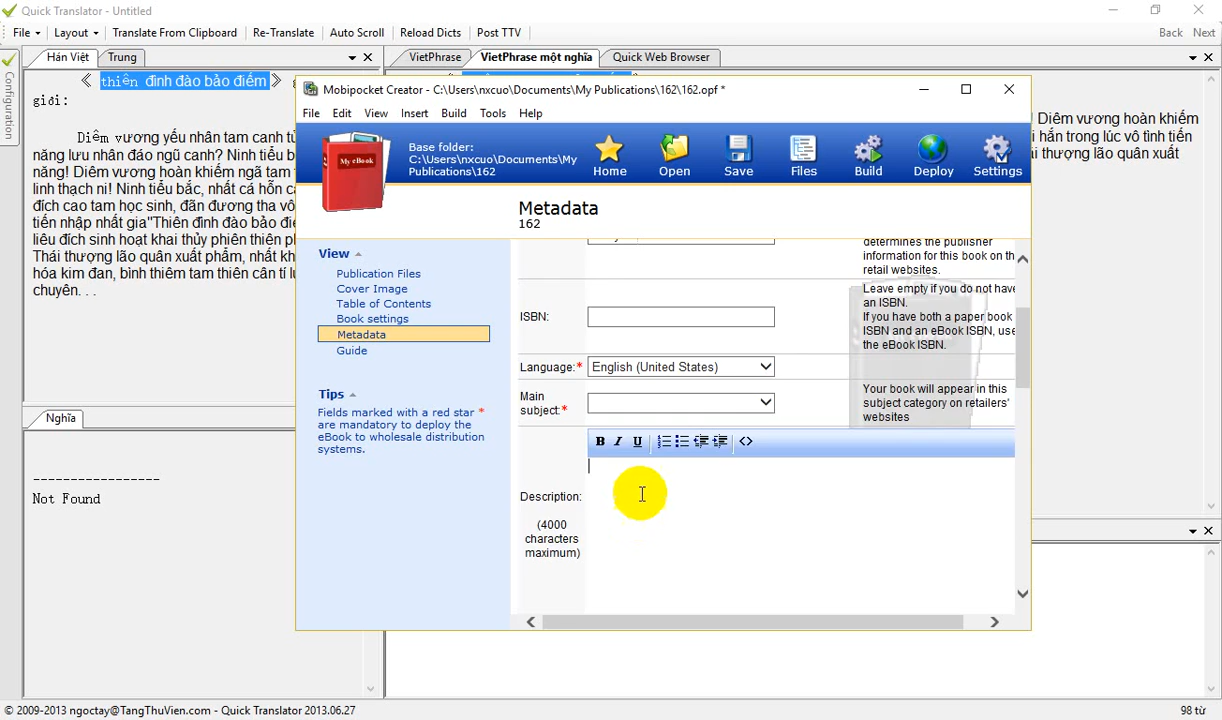 Quick Translator - Untitled
File Layout Translate From Clipboard Re-Translate Auto Scroll Reload Dicts Post TTV Back Next
Hán Việt Trung
VietPhrase VietPhrase một nghĩa Quick Web Browser
Configuration
《 thiên đình đào bảo điếm 》
giới:
Diêm vương yếu nhân tam canh
năng lưu nhân đáo ngũ canh? Ninh tiểu
năng! Diêm vương hoàn khiếm ngã tam
linh thạch ni! Ninh tiểu bắc, nhất cá hỗn
đích cao tam học sinh, đãn đương tha
tiến nhập nhất gia"Thiên đình đào bảo
liêu đích sinh hoạt khai thủy phiên thiên
Thái thượng lão quân xuất phẩm, nhất
hóa kim đan, bình thiêm tam thiên cân tí
chuyên. . .
! Diêm vương hoàn khiếm
hắn trong lúc vô tình tiến
thượng lão quân xuất
Nghĩa
-----------------
Not Found
Mobipocket Creator - C:\Users\nxcuo\Documents\My Publications\162\162.opf *
File Edit View Insert Build Tools Help
My eBook
Base folder:
C:\Users\nxcuo\Documents\My
Publications\162
Home Open Save Files Build Deploy Settings
Metadata
162
View
Publication Files
Cover Image
Table of Contents
Book settings
Metadata
Guide
Tips
Fields marked with a red star *
are mandatory to deploy the
eBook to wholesale distribution
systems.
determines the publisher
information for this book on the
retail websites.
ISBN:
Leave empty if you do not have
an ISBN.
If you have both a paper book
ISBN and an eBook ISBN, use
the eBook ISBN.
Language:* English (United States)
Main
subject:*
Your book will appear in this
subject category on retailers'
websites
B I U <>
Description:
(4000
characters
maximum)
© 2009-2013 ngoctay@TangThuVien.com - Quick Translator 2013.06.27
98 từ